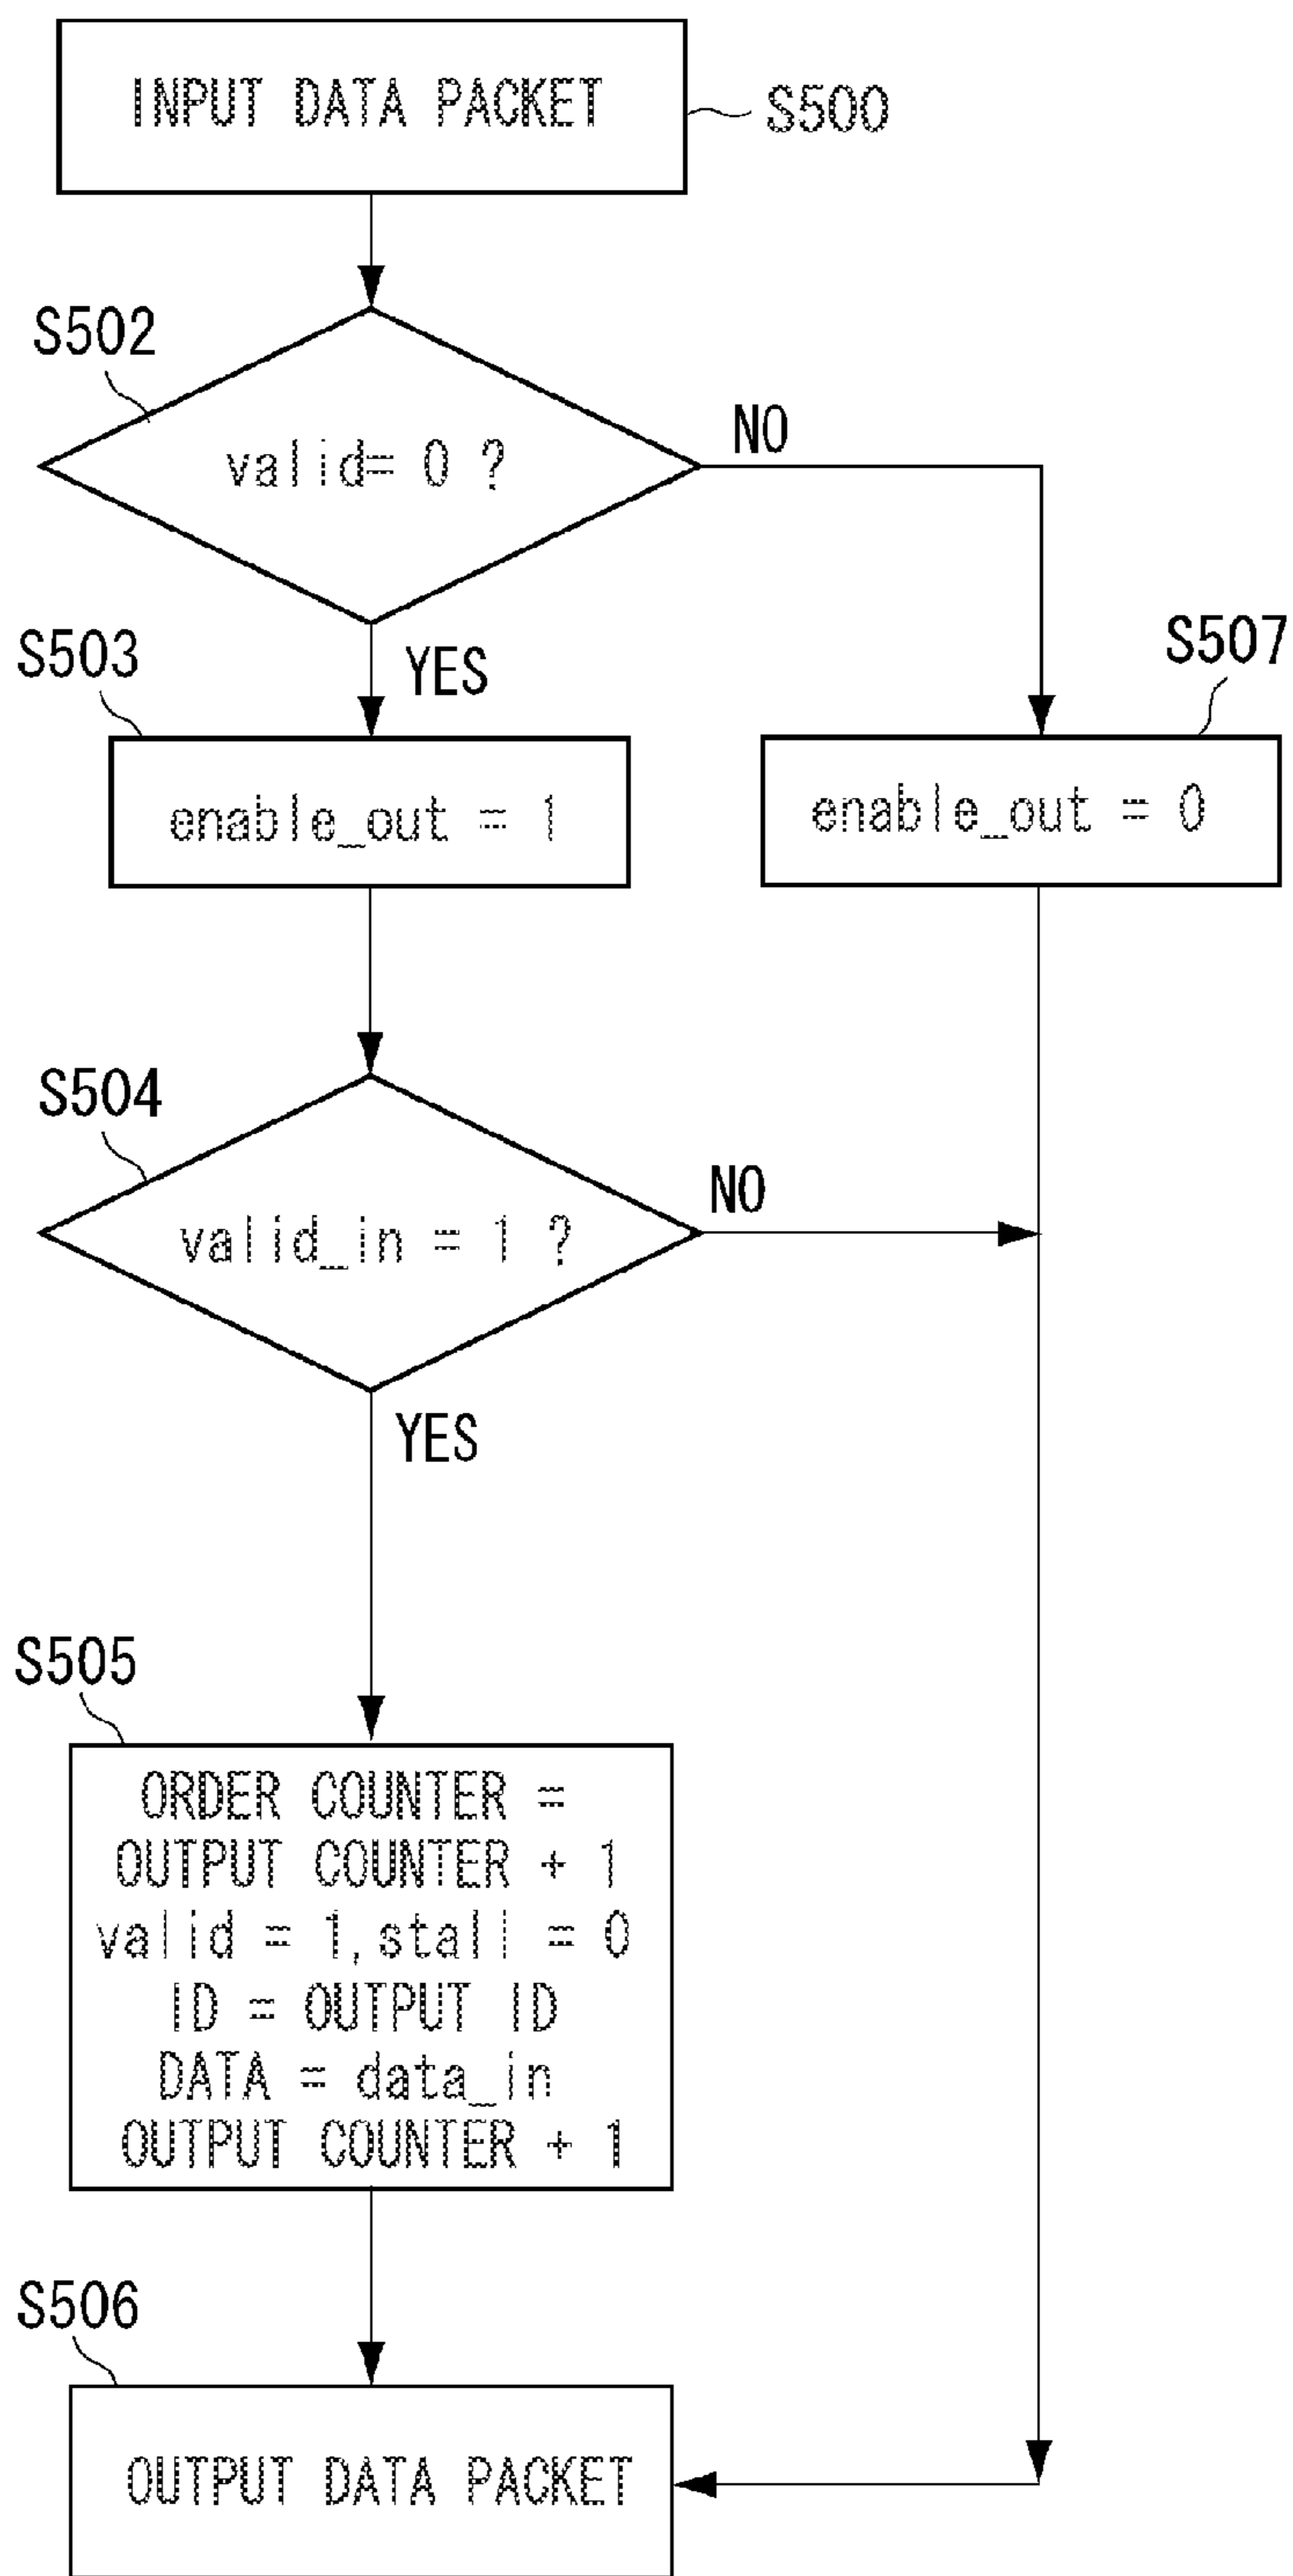 INPUT DATA PACKET
S500
S502
valid= 0 ?
NO
YES
S503
enable_out = 1
S507
enable_out = 0
S504
valid_in = 1 ?
NO
YES
S505
ORDER COUNTER =
OUTPUT COUNTER + 1
valid = 1,stall = 0
ID = OUTPUT ID
DATA = data_in
OUTPUT COUNTER + 1
S506
OUTPUT DATA PACKET